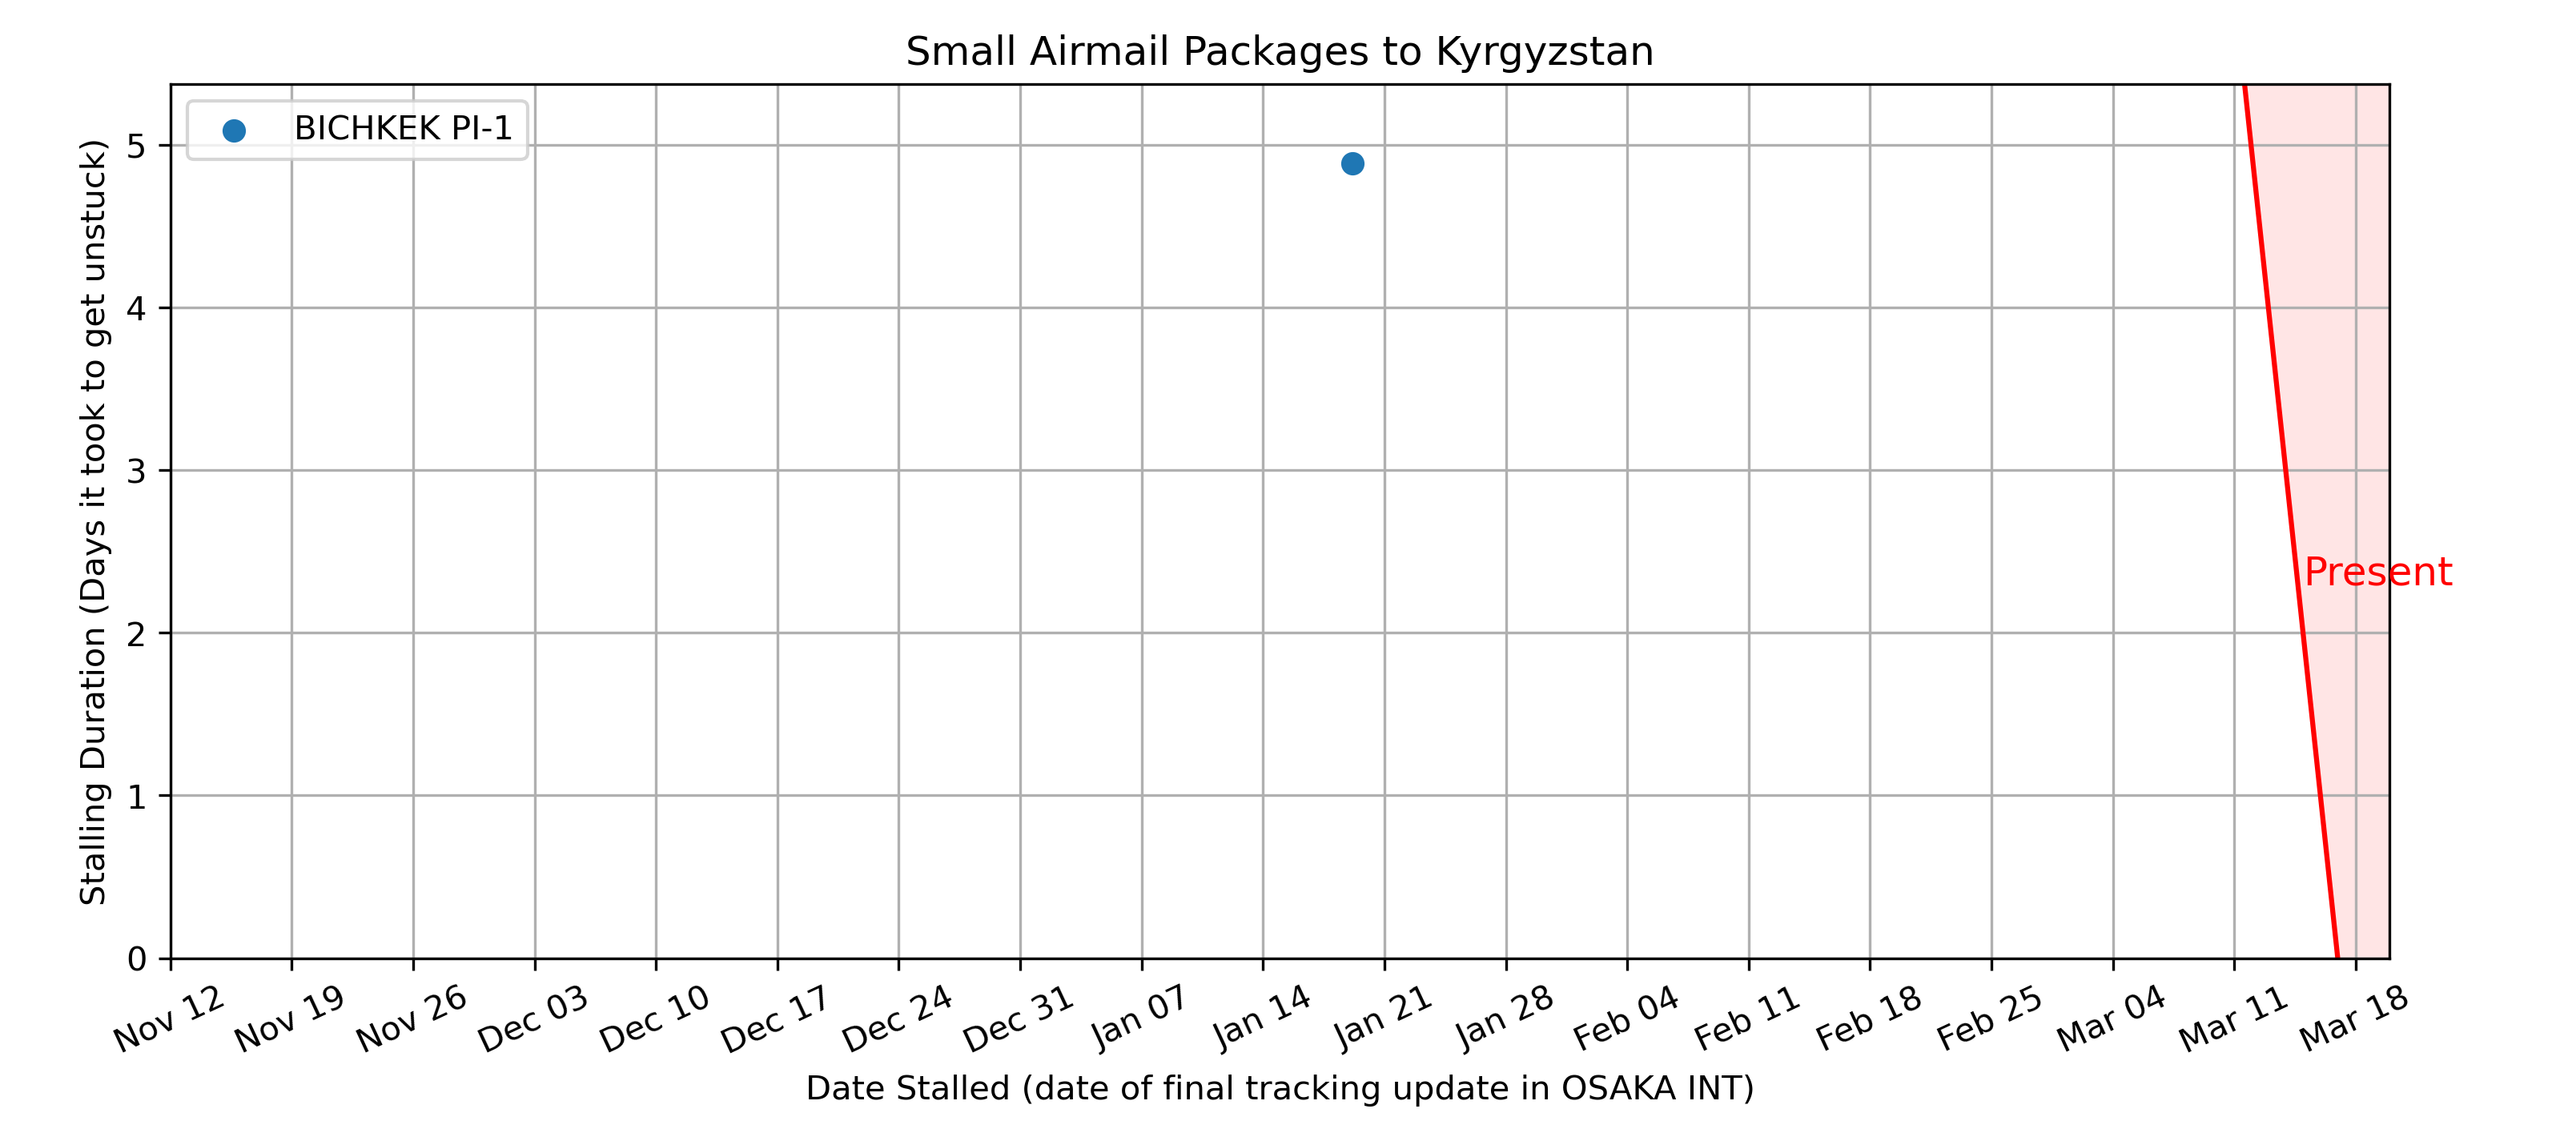 Small Airmail Packages to Kyrgyzstan
BICHKEK PI-1
Stalling Duration (Days it took to get unstuck)
5
4
3
2
1
0
Present
Nov 12
Nov 19
Nov 26
Dec 03
Dec 10
Dec 17
Dec 24
Dec 31
Jan 07
Jan 14
Jan 21
Jan 28
Feb 04
Feb 11
Feb 18
Feb 25
Mar 04
Mar 11
Mar 18
Date Stalled (date of final tracking update in OSAKA INT)